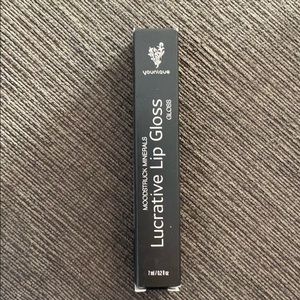 younique
MOODSTRUCK MINERALS
Lucrative Lip Gloss
GLOSS
7 ml / 0.2 fl oz